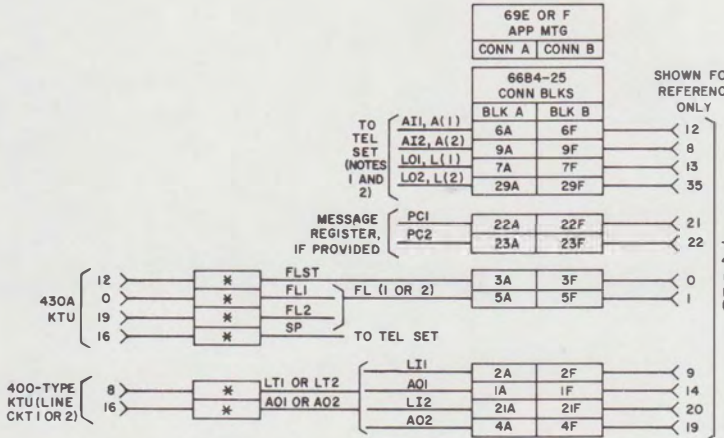 69E OR F
APP MTG
CONN A CONN B
6684-25
CONN BLKS
BLK A BLK B
SHOWN FO
REFERENC
ONLY
TO
TEL
SET
(NOTES
1 AND
2)
AI1, A(1) 6A 6F 12
AI2, A(2) 9A 9F 8
LO1, L(1) 7A 7F 13
LO2, L(2) 29A 29F 35
MESSAGE
REGISTER,
IF PROVIDED
PC1 22A 22F 21
PC2 23A 23F 22
430A
KTU
12 * FLST 3A 3F 0
0 * FL1 FL (1 OR 2) 5A 5F 1
19 * FL2
16 * SP TO TEL SET
400-TYPE
KTU (LINE
CKT 1 OR 2)
8 * LT1 OR LT2
16 * AO1 OR AO2
LI1 2A 2F 9
AO1 1A 1F 14
LI2 21A 21F 20
AO2 4A 4F 19